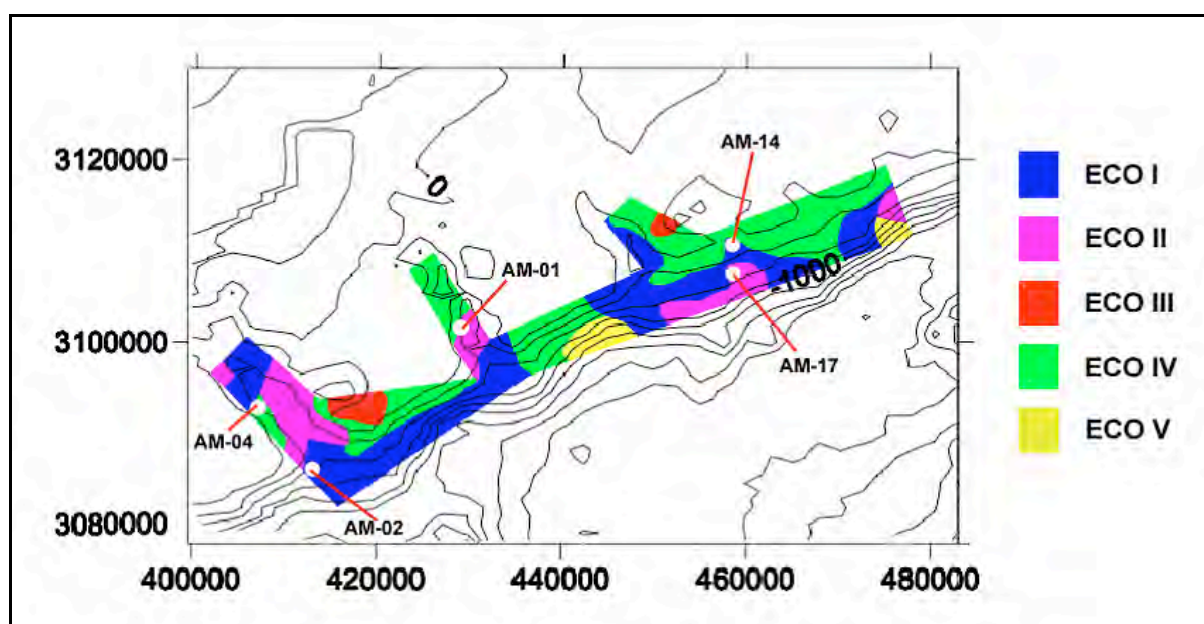 3120000
3100000
3080000
400000 420000 440000 460000 480000
0
AM-14
AM-01
-1000
AM-17
AM-04
AM-02
ECO I
ECO II
ECO III
ECO IV
ECO V